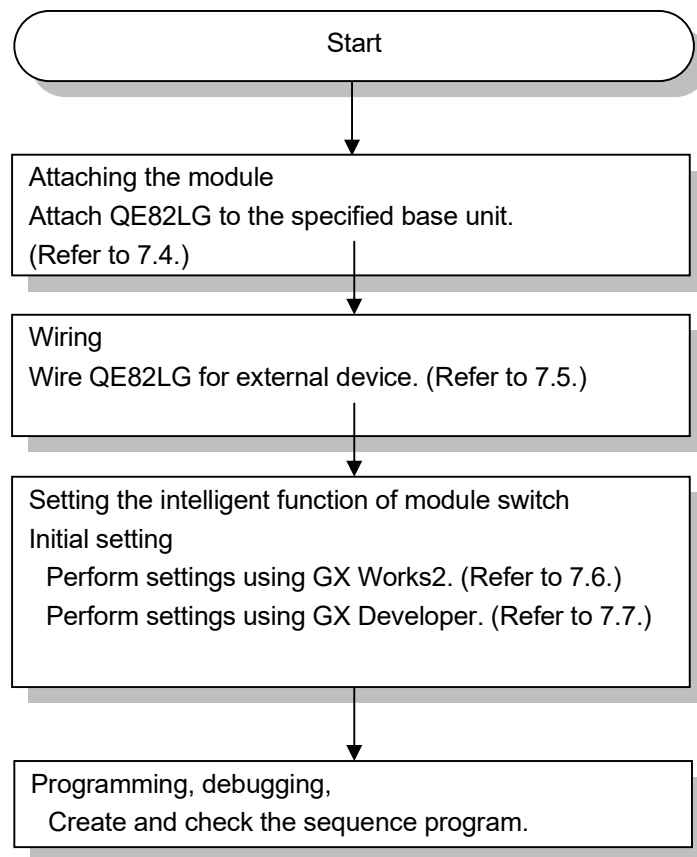 Start
Attaching the module
Attach QE82LG to the specified base unit.
(Refer to 7.4.)
Wiring
Wire QE82LG for external device. (Refer to 7.5.)
Setting the intelligent function of module switch
Initial setting
Perform settings using GX Works2. (Refer to 7.6.)
Perform settings using GX Developer. (Refer to 7.7.)
Programming, debugging,
Create and check the sequence program.